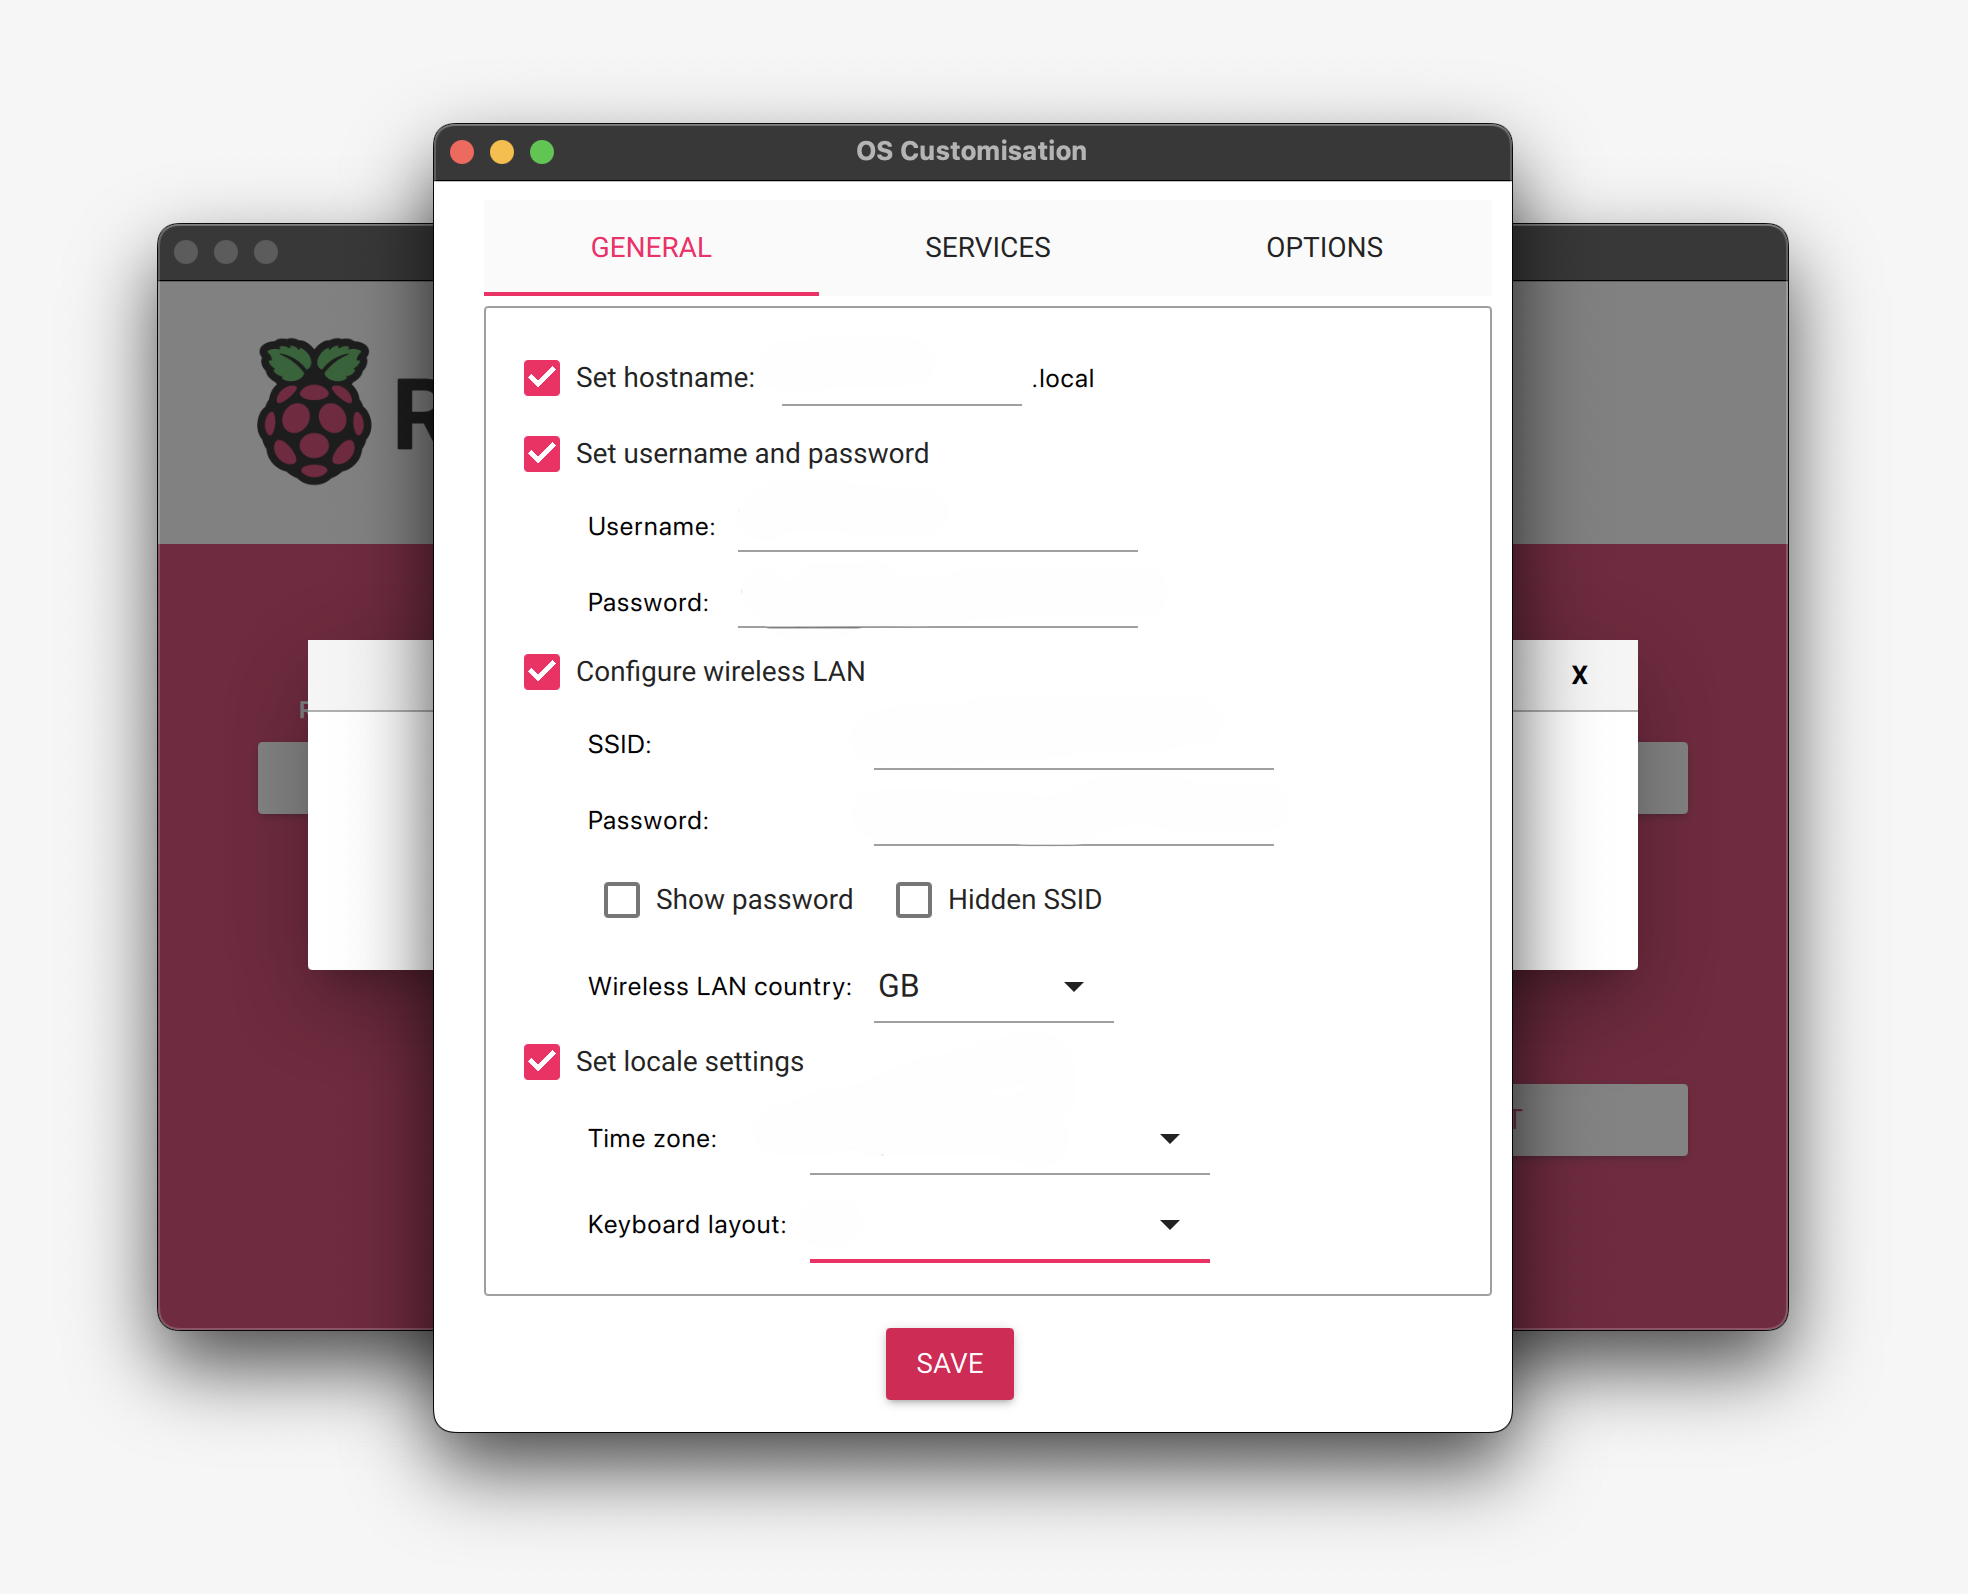 OS Customisation
GENERAL SERVICES OPTIONS
Set hostname: .local
Set username and password
Username:
Password:
Configure wireless LAN
SSID:
Password:
Show password Hidden SSID
Wireless LAN country: GB
Set locale settings
Time zone:
Keyboard layout:
SAVE
X